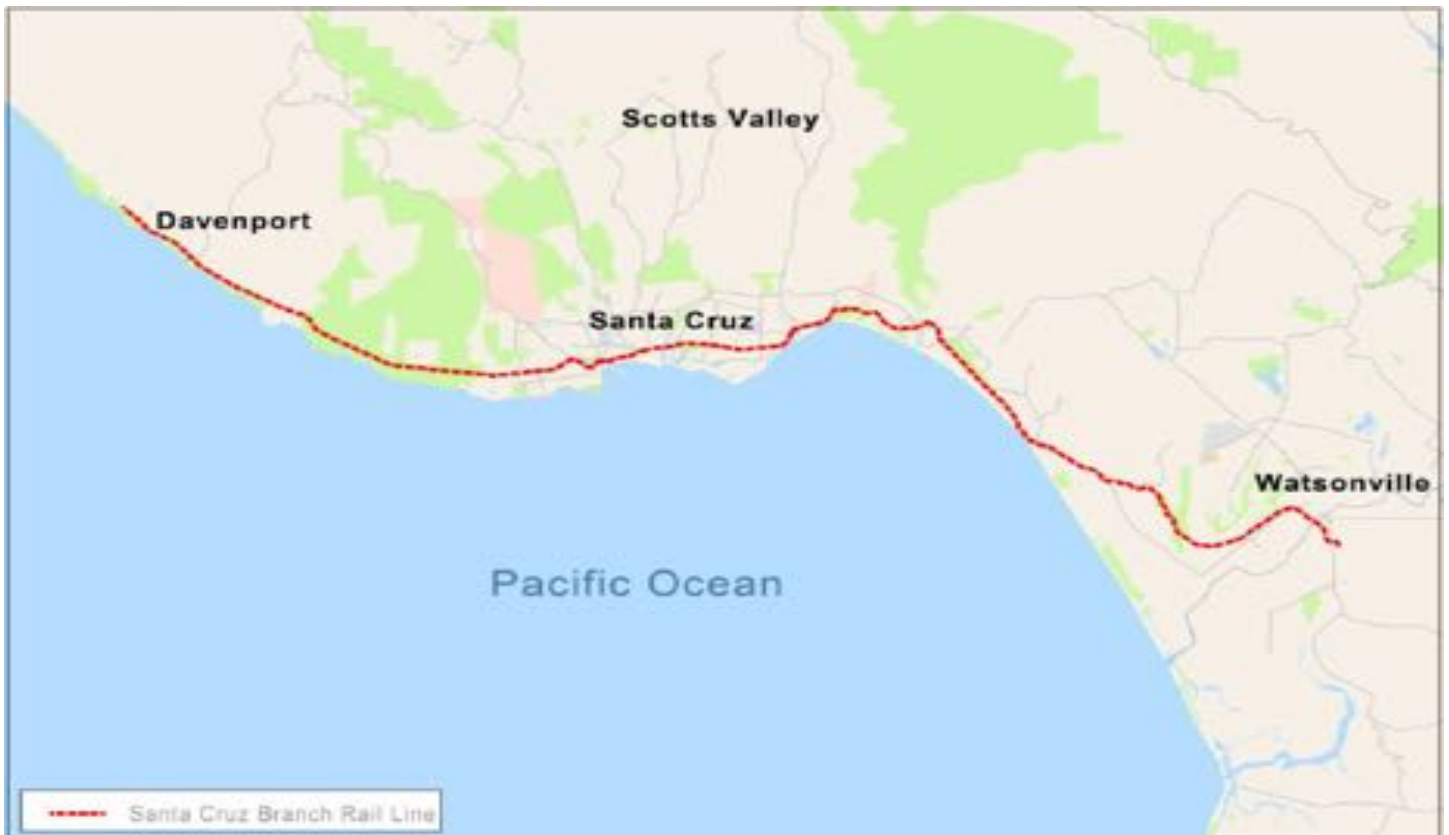 Scotts Valley
Davenport
Santa Cruz
Watsonville
Pacific Ocean
Santa Cruz Branch Rail Line